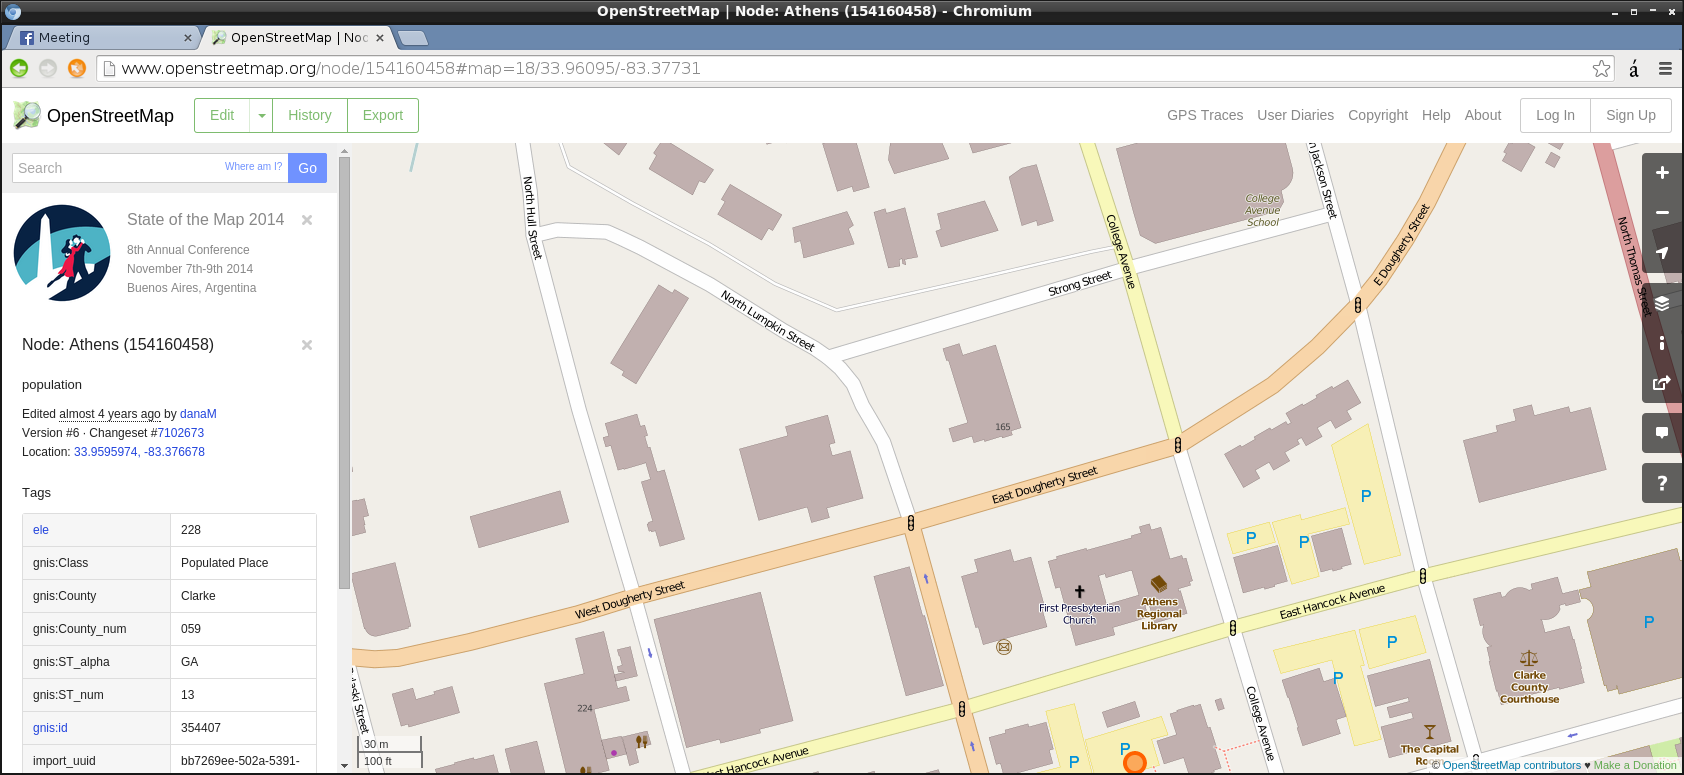 OpenStreetMap | Node: Athens (154160458) - Chromium
Meeting
OpenStreetMap | Noc
www.openstreetmap.org/node/154160458#map=18/33.96095/-83.37731
á
OpenStreetMap
Edit
History
Export
GPS Traces
User Diaries
Copyright
Help
About
Log In
Sign Up
Search
Where am I?
Go
State of the Map 2014
8th Annual Conference
November 7th-9th 2014
Buenos Aires, Argentina
Node: Athens (154160458)
population
Edited almost 4 years ago by danaM
Version #6 · Changeset #7102673
Location: 33.9595974, -83.376678
Tags
ele 228
gnis:Class Populated Place
gnis:County Clarke
gnis:County_num 059
gnis:ST_alpha GA
gnis:ST_num 13
gnis:id 354407
import_uuid bb7269ee-502a-5391-
North Hull Street
College Avenue
n Jackson Street
College
Avenue
School
E Dougherty Street
North Thomas Street
Strong Street
North Lumpkin Street
165
East Dougherty Street
P
P
P
West Dougherty Street
First Presbyterian
Church
Athens
Regional
Library
East Hancock Avenue
P
P
P
Clarke
County
Courthouse
aski Street
224
College Avenue
The Capital
st Hancock Avenue
P
P
30 m
100 ft
?
© OpenStreetMap contributors ♥ Make a Donation